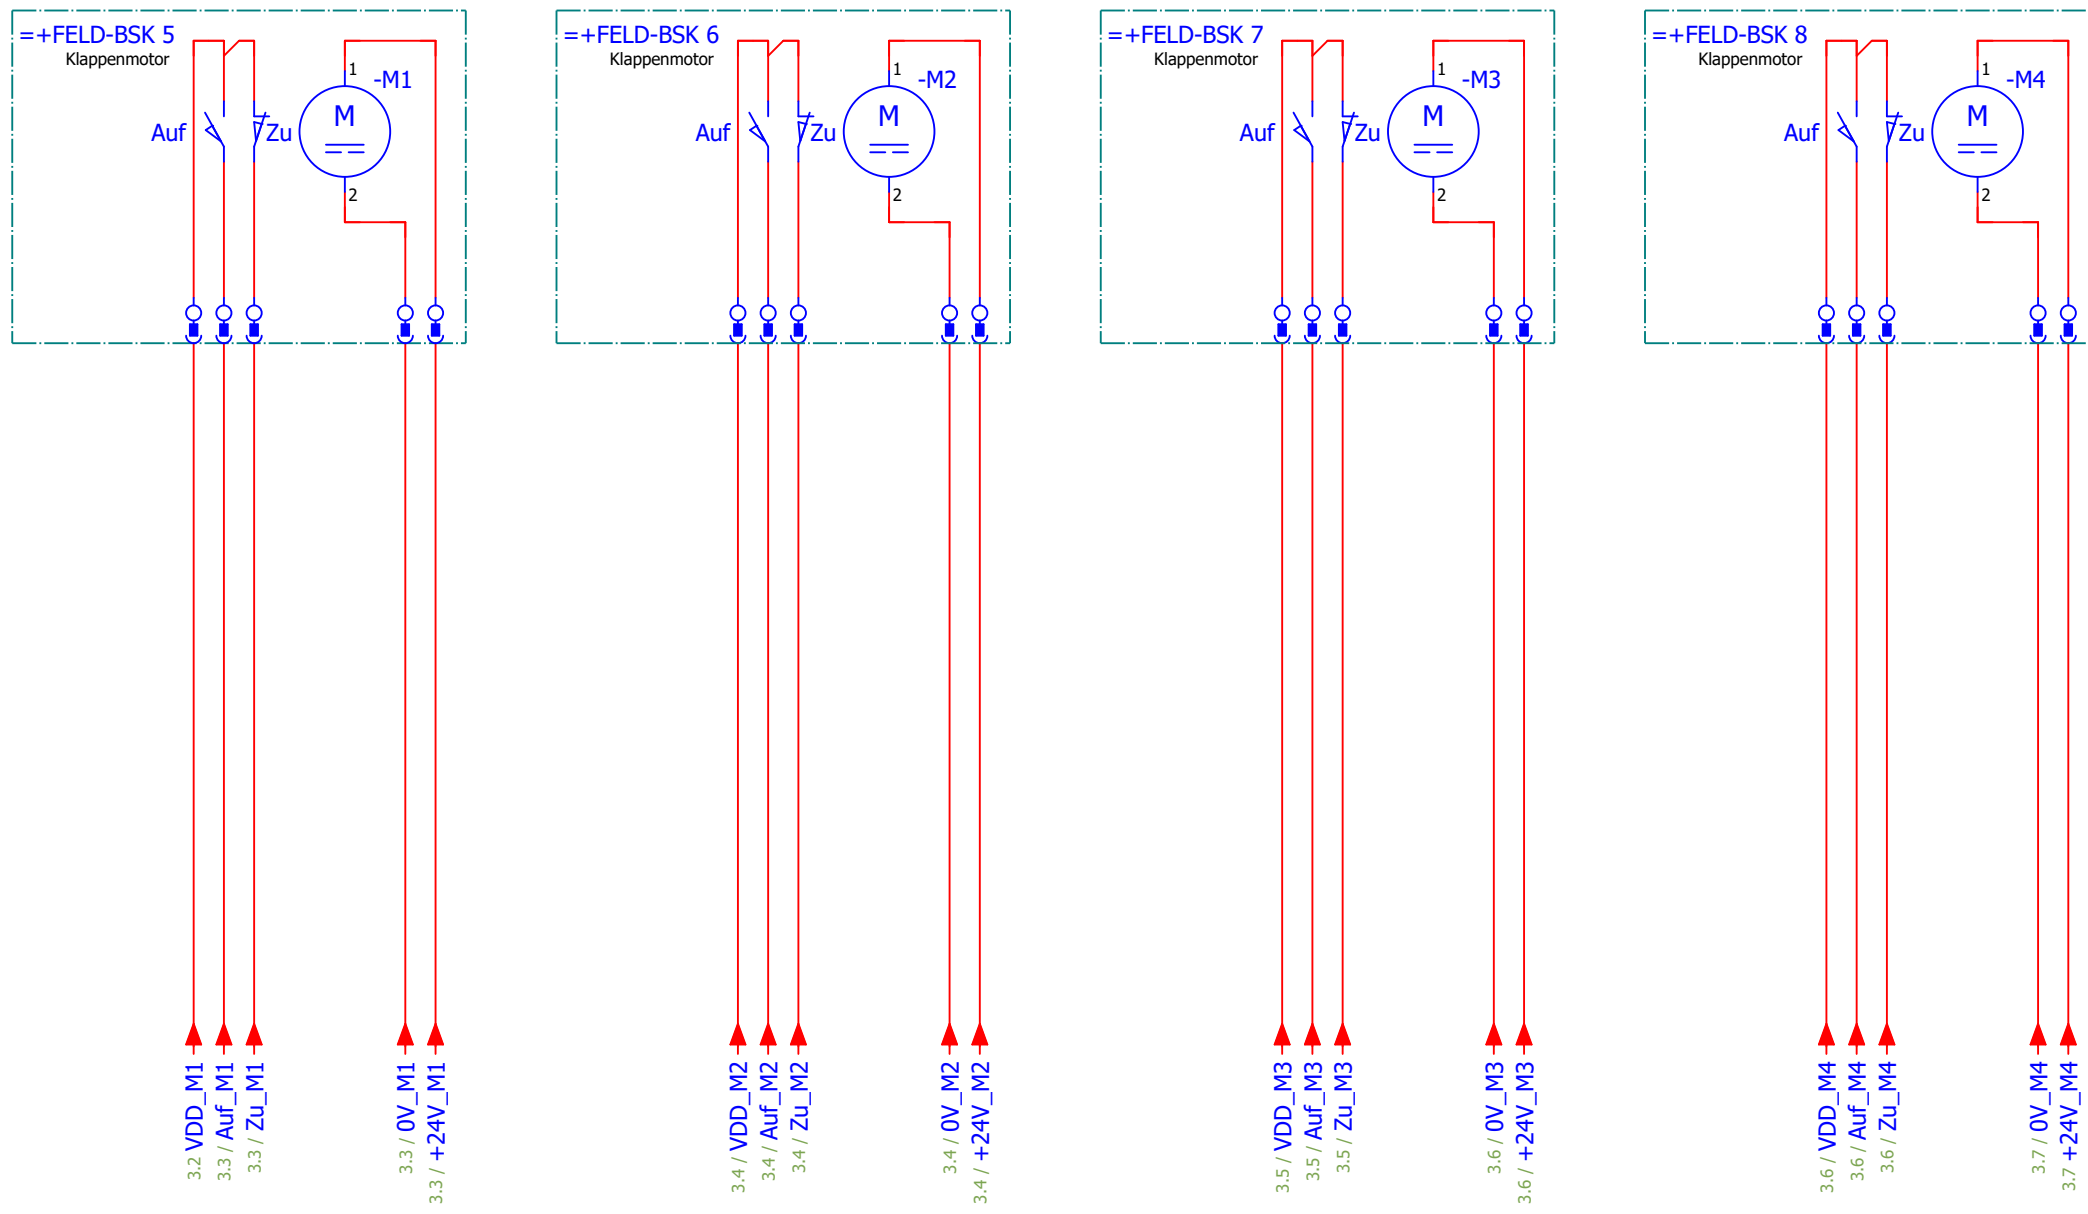 =+FELD-BSK 5
Klappenmotor
1
-M1
M
Auf
Zu
2
=+FELD-BSK 6
Klappenmotor
1
-M2
M
Auf
Zu
2
=+FELD-BSK 7
Klappenmotor
1
-M3
M
Auf
Zu
2
=+FELD-BSK 8
Klappenmotor
1
-M4
M
Auf
Zu
2
3.2 VDD_M1
3.3 / Auf_M1
3.3 / Zu_M1
3.3 / 0V_M1
3.3 / +24V_M1
3.4 / VDD_M2
3.4 / Auf_M2
3.4 / Zu_M2
3.4 / 0V_M2
3.4 / +24V_M2
3.5 / VDD_M3
3.5 / Auf_M3
3.5 / Zu_M3
3.6 / 0V_M3
3.6 / +24V_M3
3.6 / VDD_M4
3.6 / Auf_M4
3.6 / Zu_M4
3.7 / 0V_M4
3.7 +24V_M4